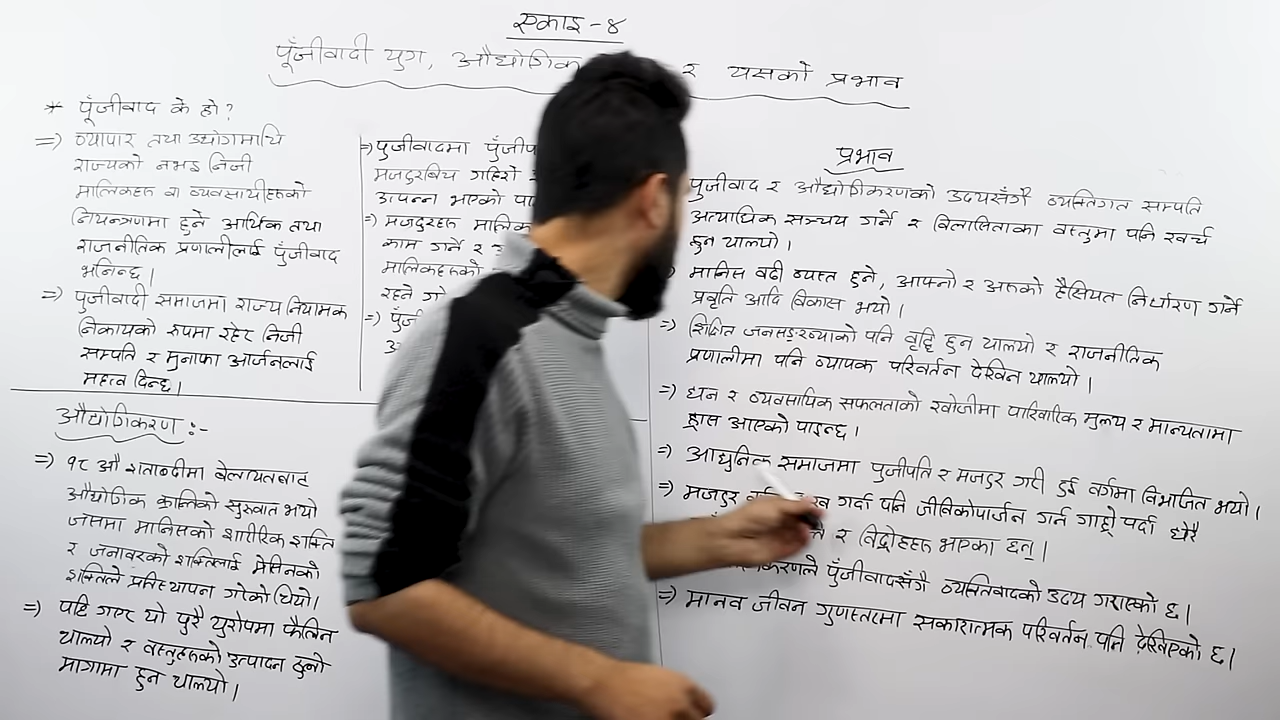 एकाइ - ४
पूँजीवादी युग, औद्योगिक र यसको प्रभाव
* पूँजीवाद के हो?
=> व्यापार तथा उद्योगमाथि
राज्यको नभइ निजी
मालिकहरु वा व्यवसायीहरुको
नियन्त्रणमा हुने आर्थिक तथा
राजनीतिक प्रणालीलाई पुँजीवाद
भनिन्छ।
=> पुजीवादी समाजमा राज्य नियामक
निकायको रुपमा रहेर निजी
सम्पति र मुनाफा आर्जनलाई
महत्व दिन्छ।
=> पुजीवादमा पुँजीप
मजदुरबिच गहिरो
उत्पन्न भएको पा
=> मजदुरहरु मालिक
काम गर्ने र
मालिकहरुको
रहने गरे
=> पुँजी
औद्योगिकरण :-
=> १८ औ शताब्दीमा बेलायतबाट
औद्योगिक क्रान्तिको सुरुवात भयो
जसमा मानिसको शारीरिक शक्ति
र जनावरको शक्तिलाई मेसिनको
शक्तिले प्रतिस्थापन गरेको थियो।
=> पछि गएर यो पुरै युरोपमा फैलिन
थाल्यो र वस्तुहरुको उत्पादन ठुलो
मात्रामा हुन थाल्यो।
प्रभाव
पुजीवाद र औद्योगिकरणको उदयसँगै व्यक्तिगत सम्पति
अत्याधिक सञ्चय गर्ने र बिलासिताका वस्तुमा पनि खर्च
हुन थाल्यो।
मानिस बढी व्यस्त हुने, आफ्नो र अरुको हैसियत निर्धारण गर्ने
प्रवृति आदि बिकास भयो।
=> शिक्षित जनसङ्ख्याको पनि वृद्धि हुन थाल्यो र राजनीतिक
प्रणालीमा पनि व्यापक परिवर्तन देखिन थाल्यो।
=> धन र व्यवसायिक सफलताको खोजीमा पारिवारिक मुल्य र मान्यतामा
ह्रास आएको पाइन्छ।
=> आधुनिक समाजमा पुजीपति र मजदुर गरी दुई वर्गमा बिभाजित भयो।
=> मजदुर गर्दा पनि जीविकोपार्जन गर्न गाह्रो पर्दा धेरै
र विद्रोहहरु भएका छन्।
करणले पुँजीवादसँगै व्यक्तिवादको उदय गराएको छ।
=> मानव जीवन गुणस्तरमा सकारात्मक परिवर्तन पनि देखिएको छ।